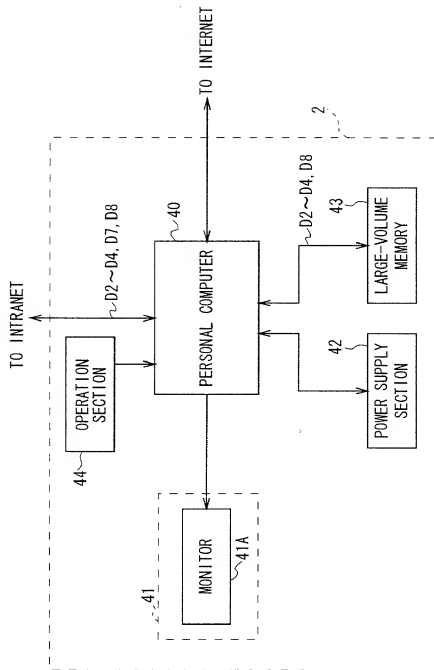 TO INTRANET
TO INTERNET
D2~D4, D7, D8
2
OPERATION
SECTION
44
40
PERSONAL COMPUTER
D2~D4, D8
41
MONITOR
41A
42
POWER SUPPLY
SECTION
43
LARGE-VOLUME
MEMORY